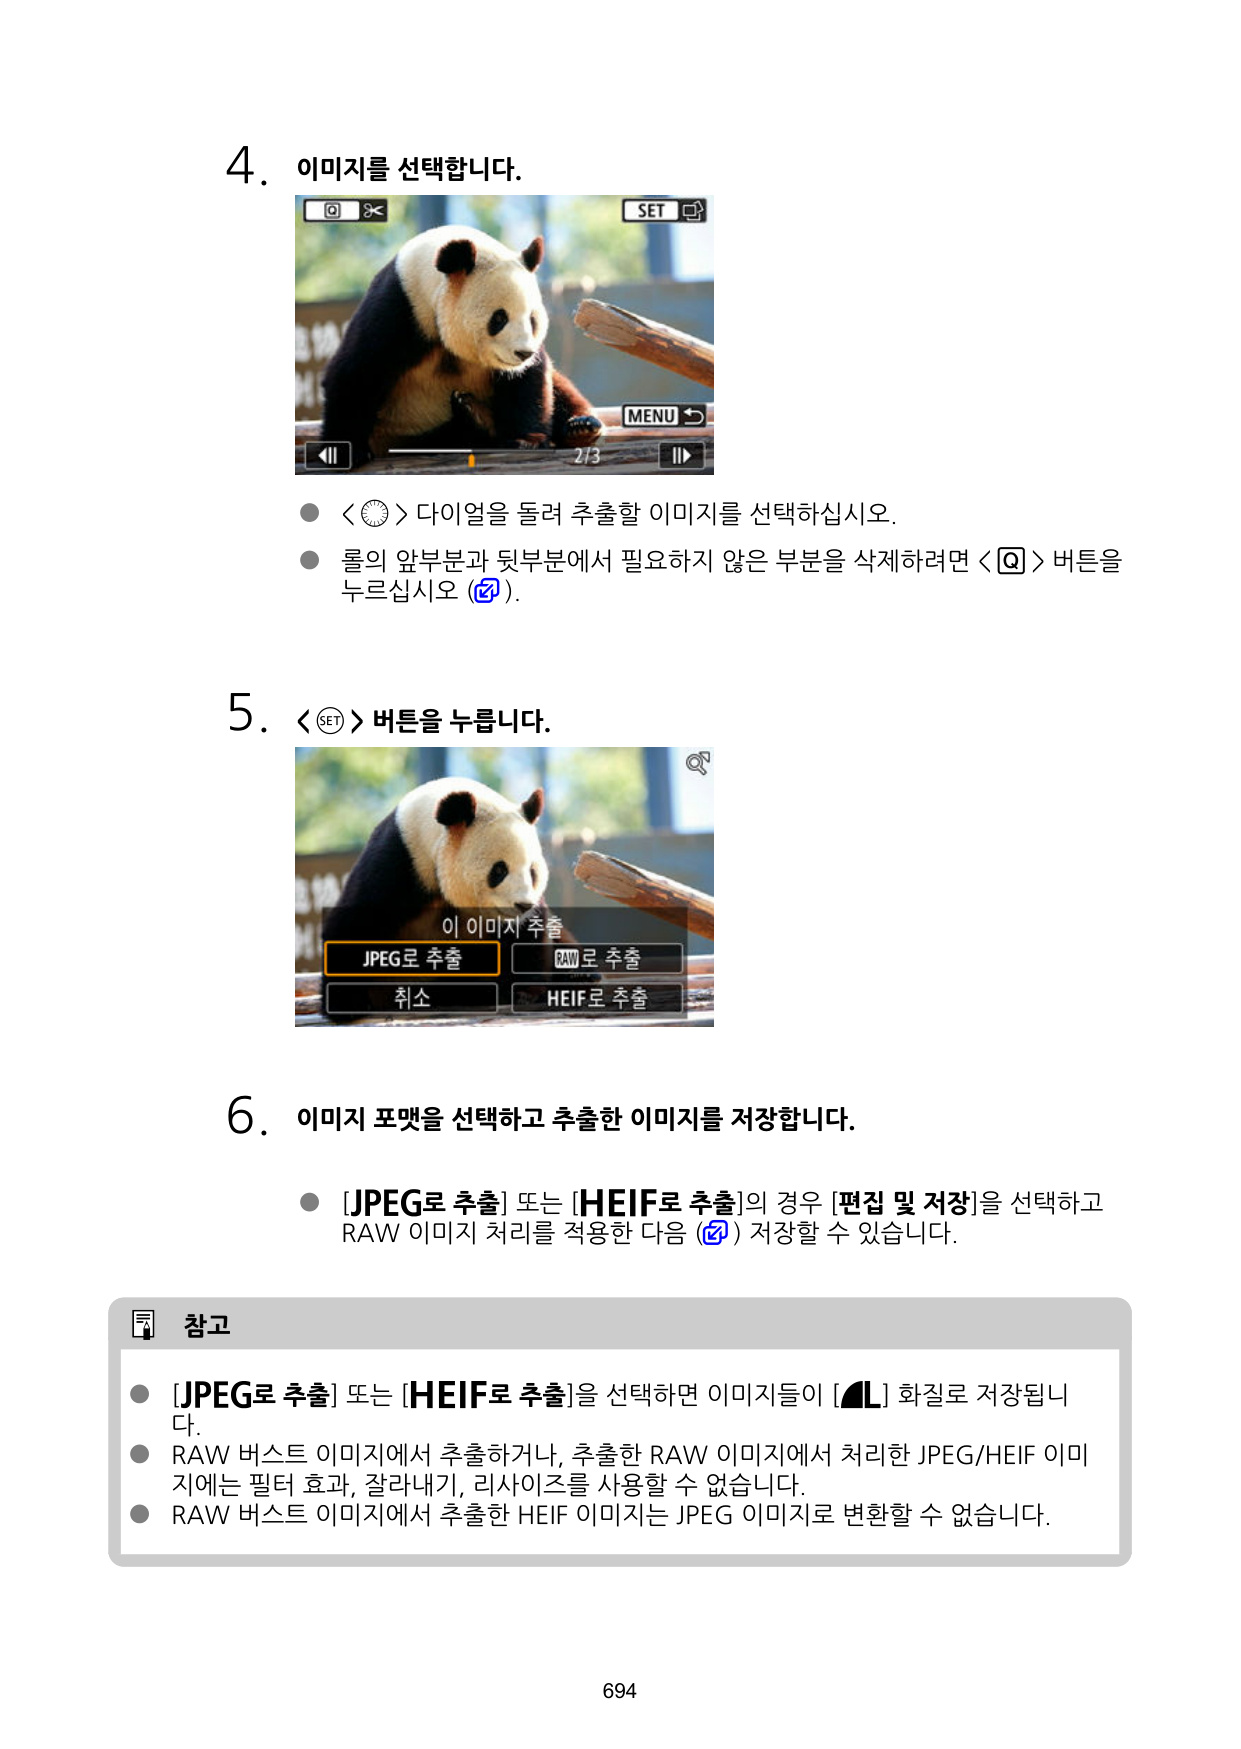 4. 이미지를 선택합니다.
Q SET
MENU
2/3
● < > 다이얼을 돌려 추출할 이미지를 선택하십시오.
● 롤의 앞부분과 뒷부분에서 필요하지 않은 부분을 삭제하려면 <Q> 버튼을
누르십시오 ( ).
5. <SET> 버튼을 누릅니다.
이 이미지 추출
JPEG로 추출 RAW로 추출
취소 HEIF로 추출
6. 이미지 포맷을 선택하고 추출한 이미지를 저장합니다.
● [JPEG로 추출] 또는 [HEIF로 추출]의 경우 [편집 및 저장]을 선택하고
RAW 이미지 처리를 적용한 다음 ( ) 저장할 수 있습니다.
참고
● [JPEG로 추출] 또는 [HEIF로 추출]을 선택하면 이미지들이 [L] 화질로 저장됩니
다.
● RAW 버스트 이미지에서 추출하거나, 추출한 RAW 이미지에서 처리한 JPEG/HEIF 이미
지에는 필터 효과, 잘라내기, 리사이즈를 사용할 수 없습니다.
● RAW 버스트 이미지에서 추출한 HEIF 이미지는 JPEG 이미지로 변환할 수 없습니다.
694